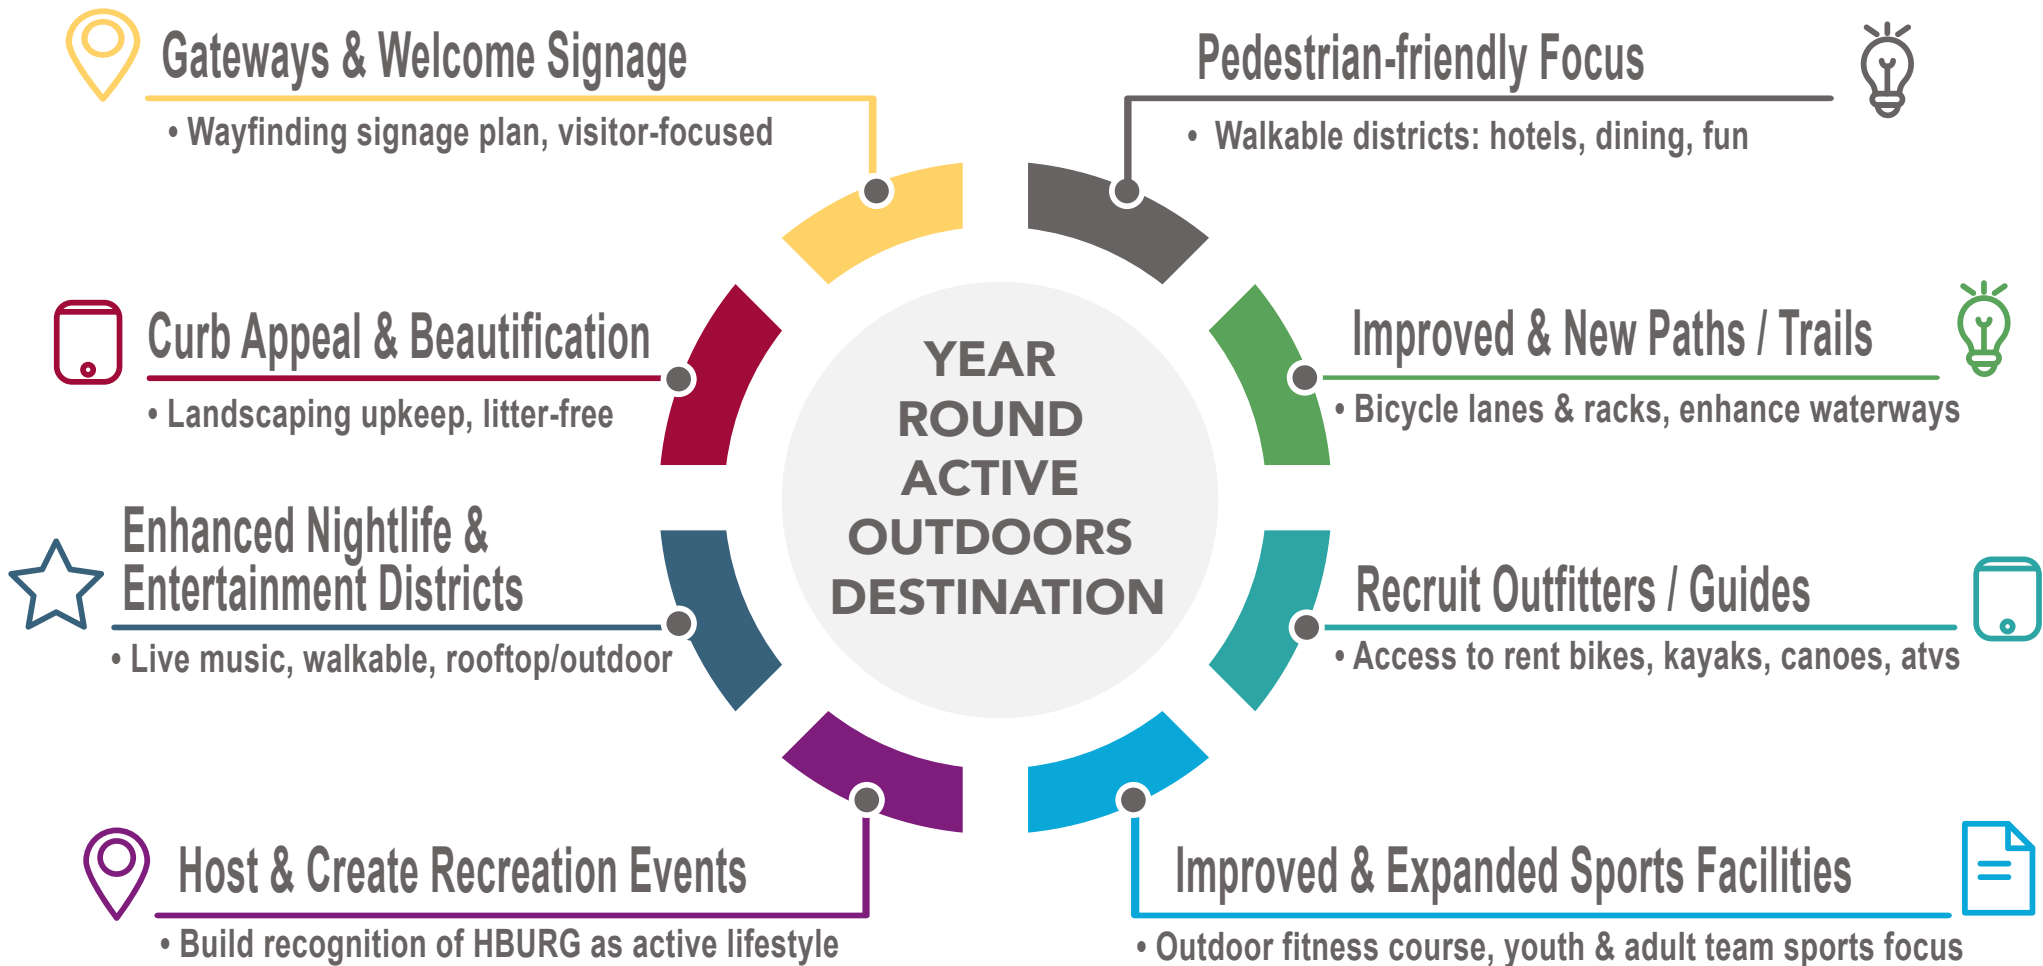 Gateways & Welcome Signage
• Wayfinding signage plan, visitor-focused
Pedestrian-friendly Focus
• Walkable districts: hotels, dining, fun
Curb Appeal & Beautification
• Landscaping upkeep, litter-free
Improved & New Paths / Trails
• Bicycle lanes & racks, enhance waterways
YEAR
ROUND
ACTIVE
OUTDOORS
DESTINATION
Enhanced Nightlife &
Entertainment Districts
• Live music, walkable, rooftop/outdoor
Recruit Outfitters / Guides
• Access to rent bikes, kayaks, canoes, atvs
Host & Create Recreation Events
• Build recognition of HBURG as active lifestyle
Improved & Expanded Sports Facilities
• Outdoor fitness course, youth & adult team sports focus